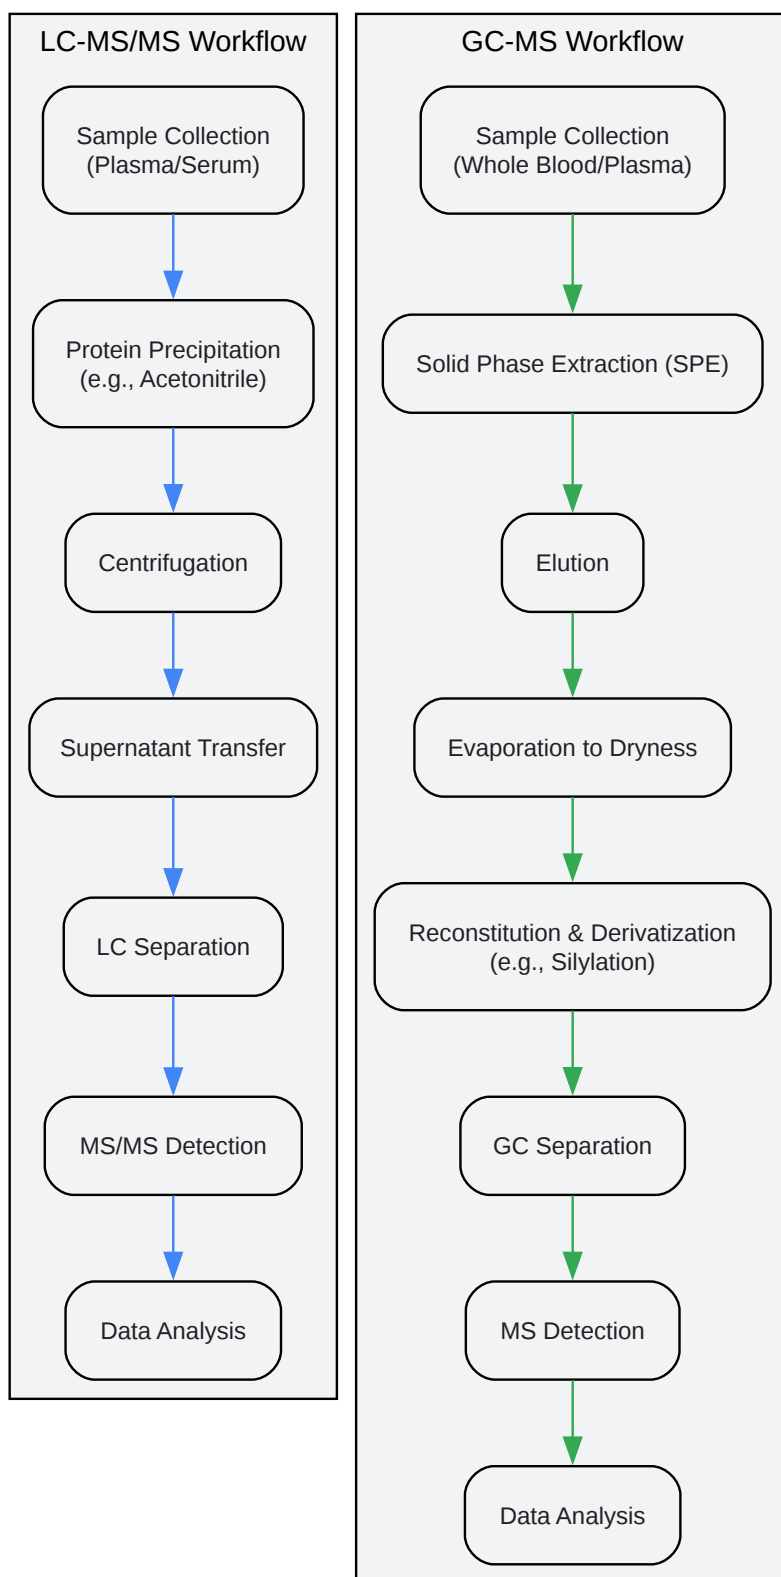 LC-MS/MS Workflow
Sample Collection
(Plasma/Serum)
Protein Precipitation
(e.g., Acetonitrile)
Centrifugation
Supernatant Transfer
LC Separation
MS/MS Detection
Data Analysis
GC-MS Workflow
Sample Collection
(Whole Blood/Plasma)
Solid Phase Extraction (SPE)
Elution
Evaporation to Dryness
Reconstitution & Derivatization
(e.g., Silylation)
GC Separation
MS Detection
Data Analysis